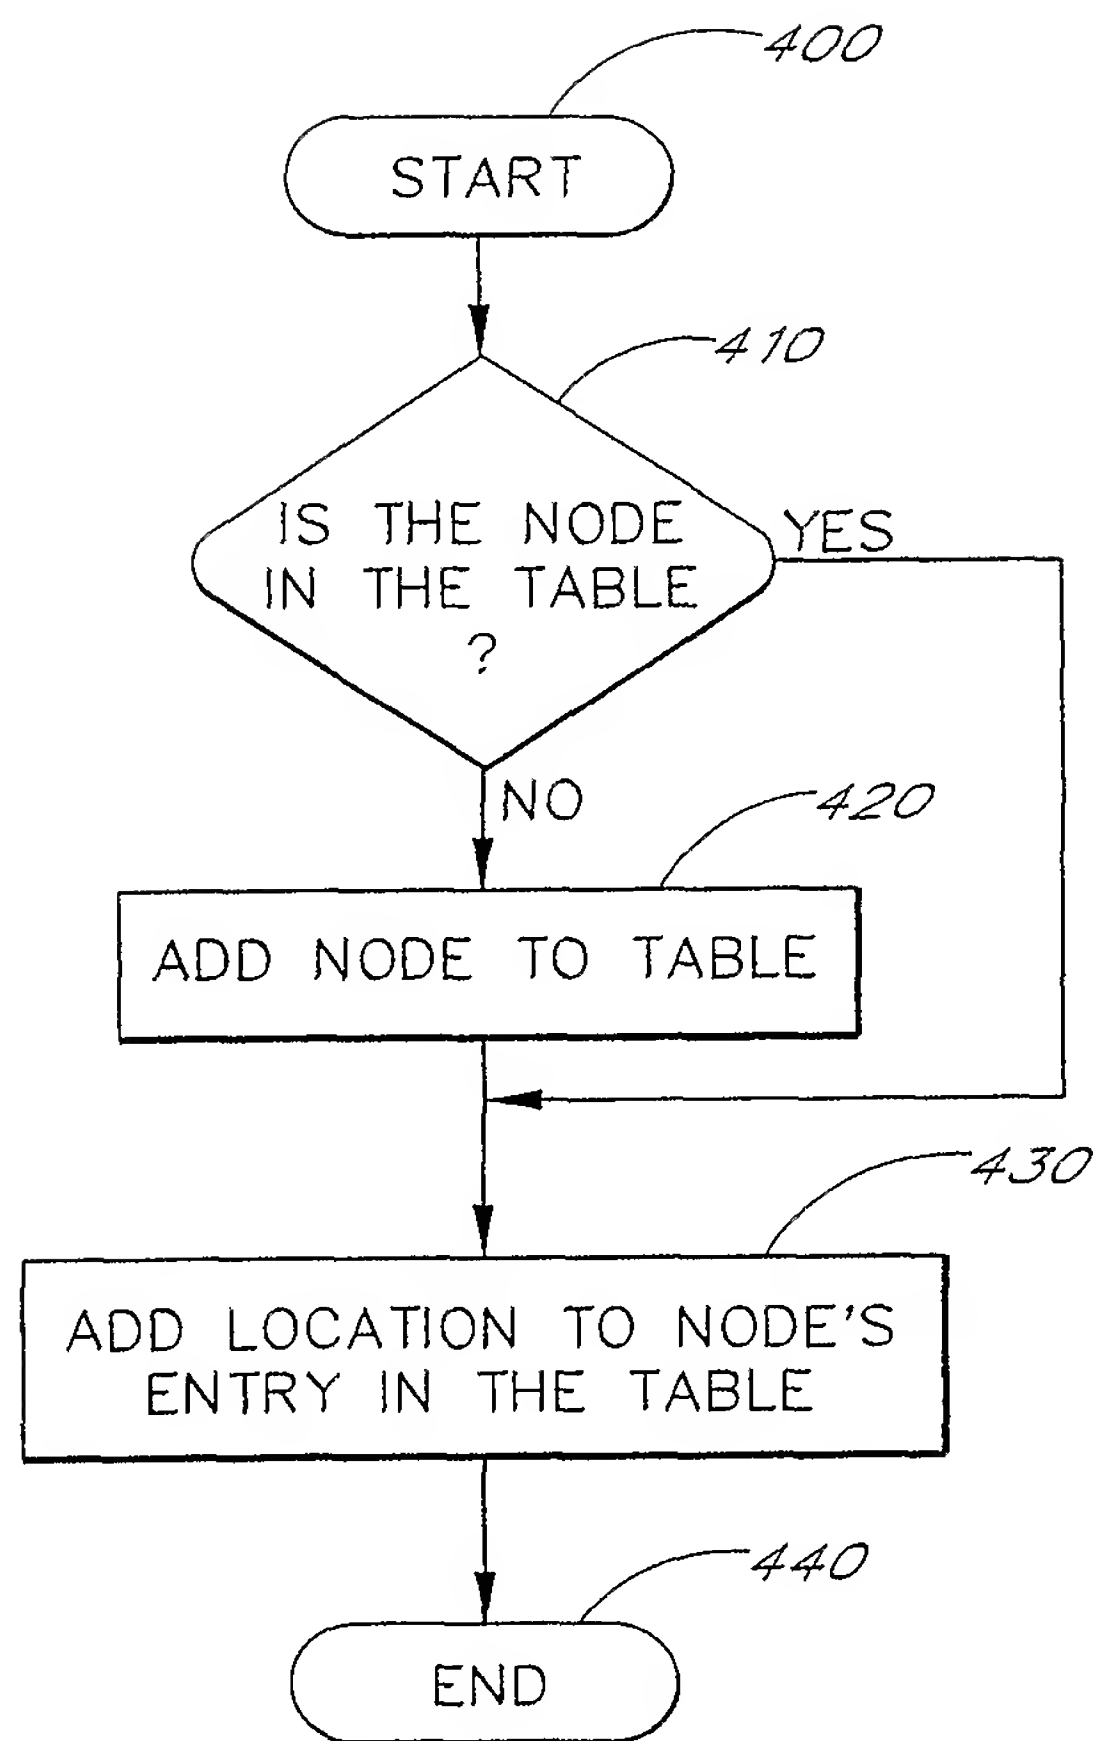 400
START
410
IS THE NODE
IN THE TABLE
?
YES
NO
420
ADD NODE TO TABLE
430
ADD LOCATION TO NODE'S
ENTRY IN THE TABLE
440
END